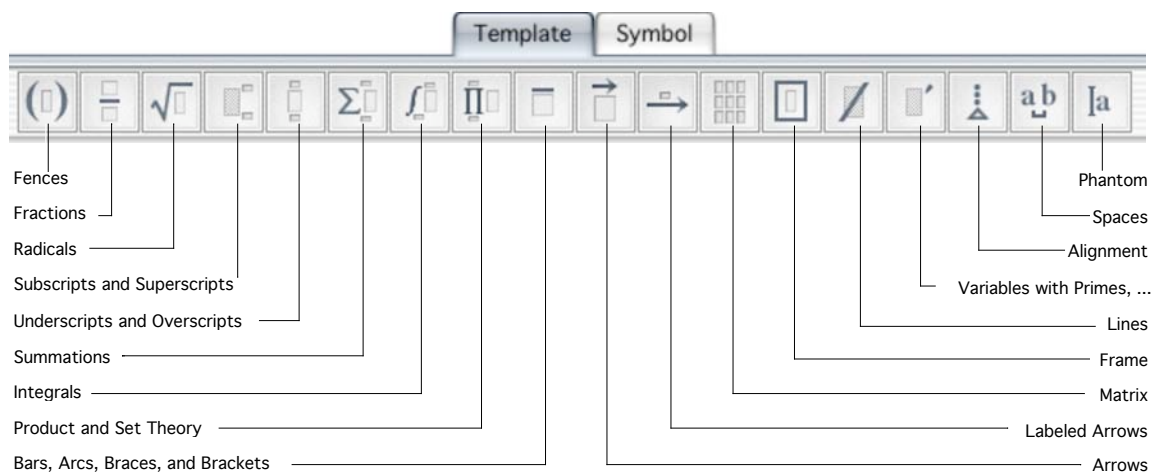 Template Symbol
( ) √ Σ ∫ Π a b a
Fences
Phantom
Fractions
Spaces
Radicals
Alignment
Subscripts and Superscripts
Variables with Primes, ...
Underscripts and Overscripts
Lines
Summations
Frame
Integrals
Matrix
Product and Set Theory
Labeled Arrows
Bars, Arcs, Braces, and Brackets
Arrows